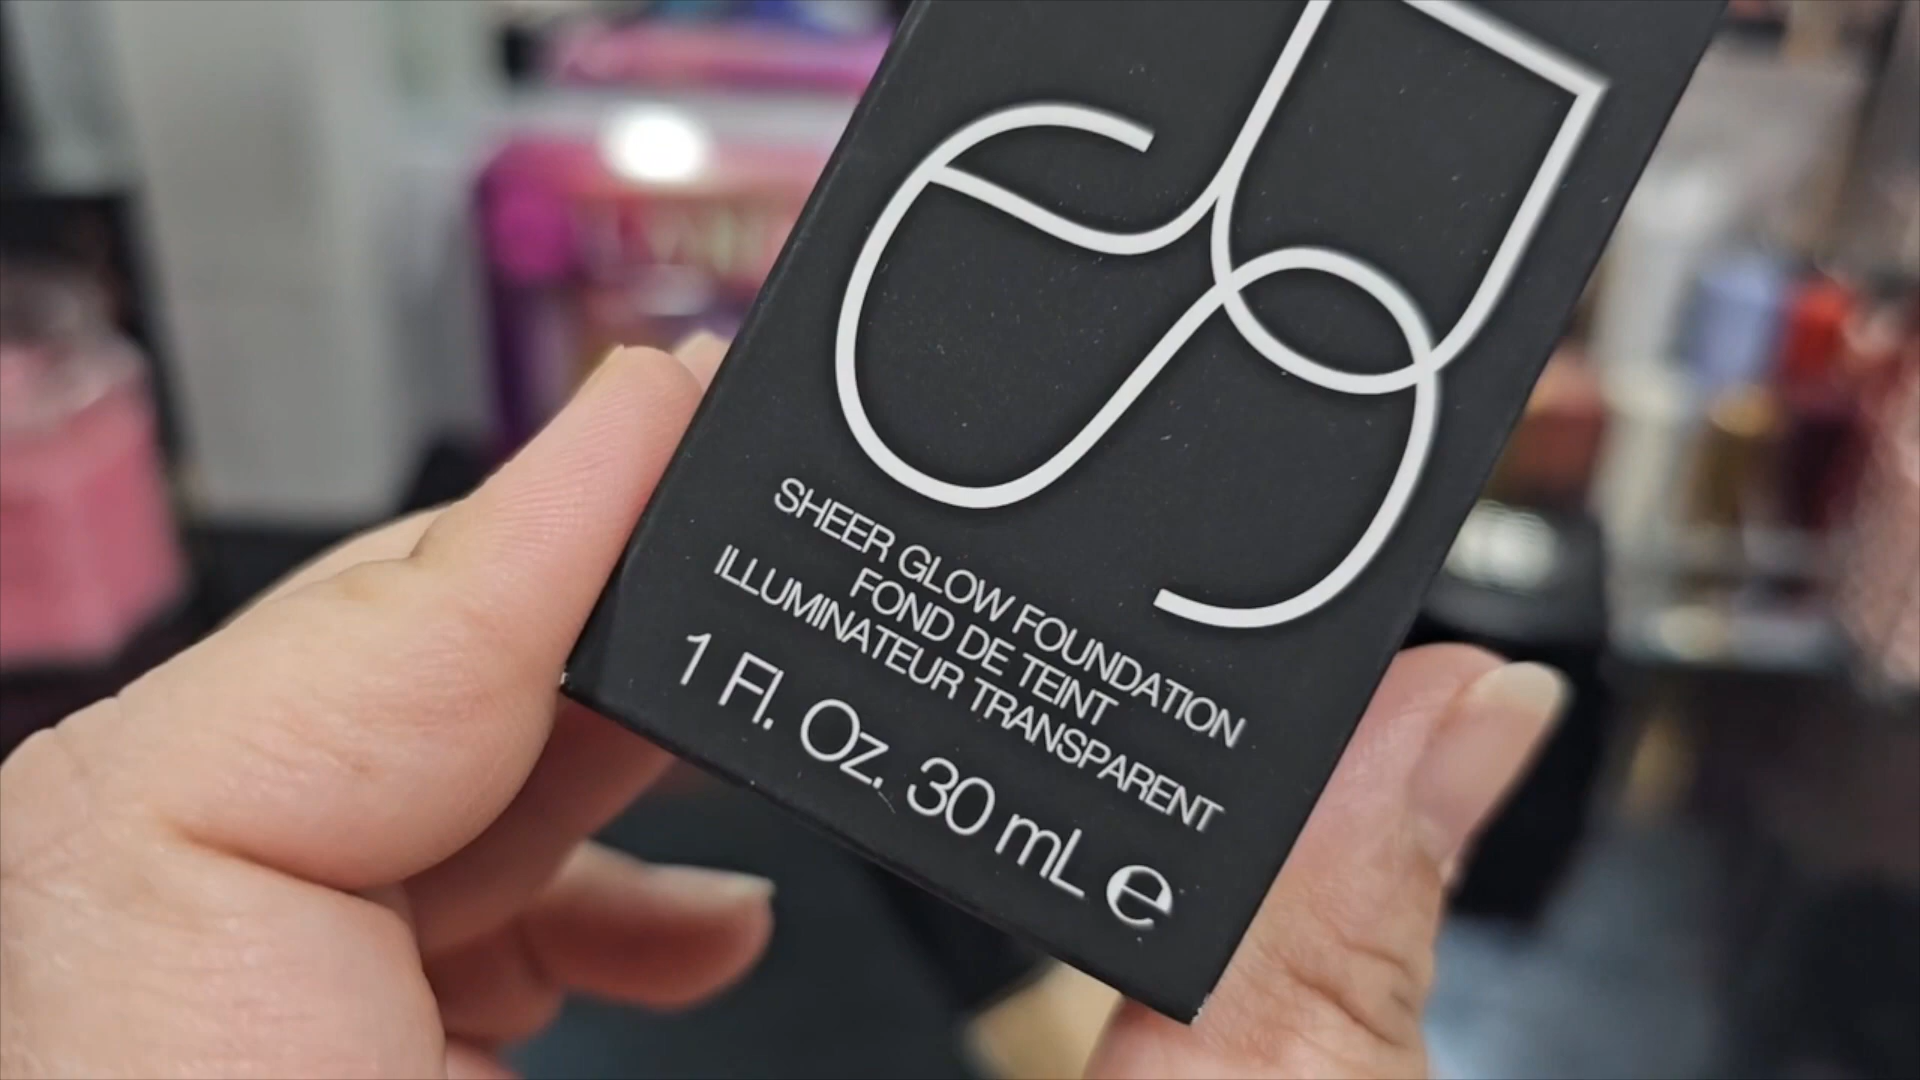 SHEER GLOW FOUNDATION
FOND DE TEINT
ILLUMINATEUR TRANSPARENT
1 Fl. Oz. 30 mL ℮